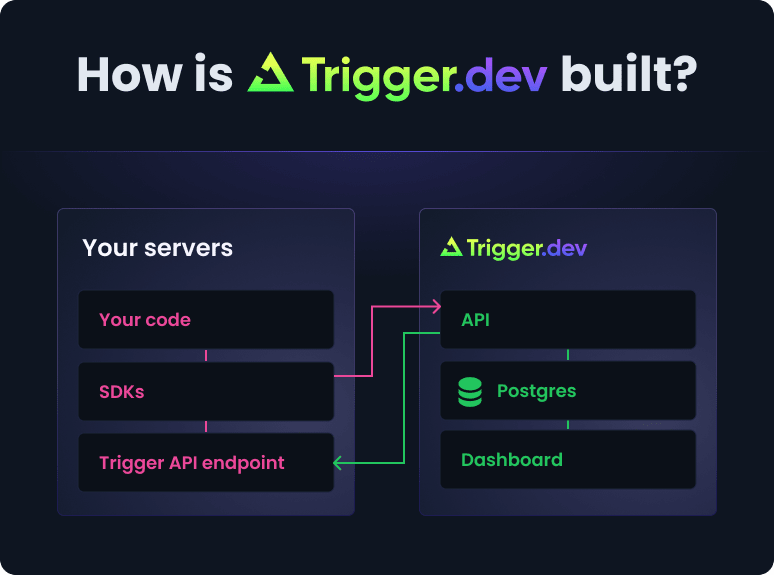 How is Trigger.dev built?
Your servers
Your code
SDKs
Trigger API endpoint
Trigger.dev
API
Postgres
Dashboard